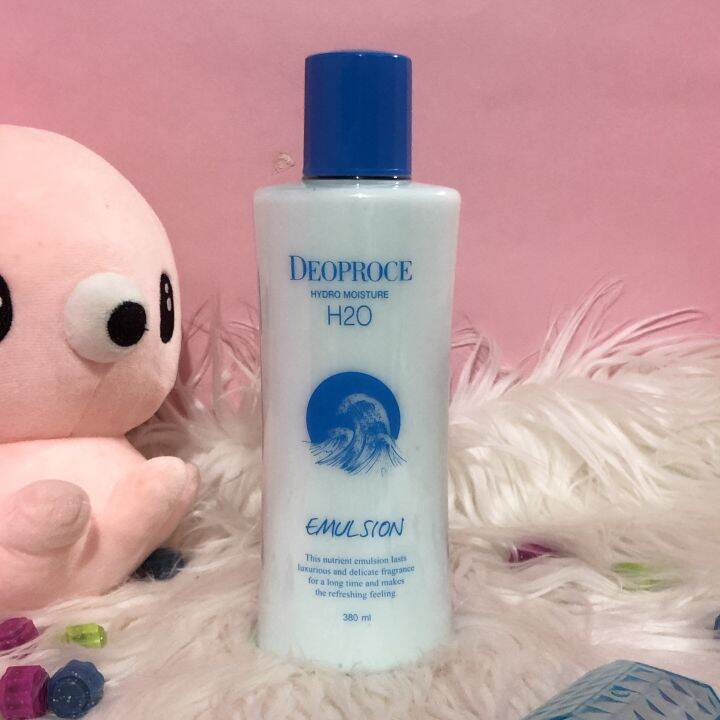 DEOPROCE
HYDRO MOISTURE
H2O
EMULSION
This nutrient emulsion lasts
luxurious and delicate fragrance
for a long time and makes
the refreshing feeling
380 ml